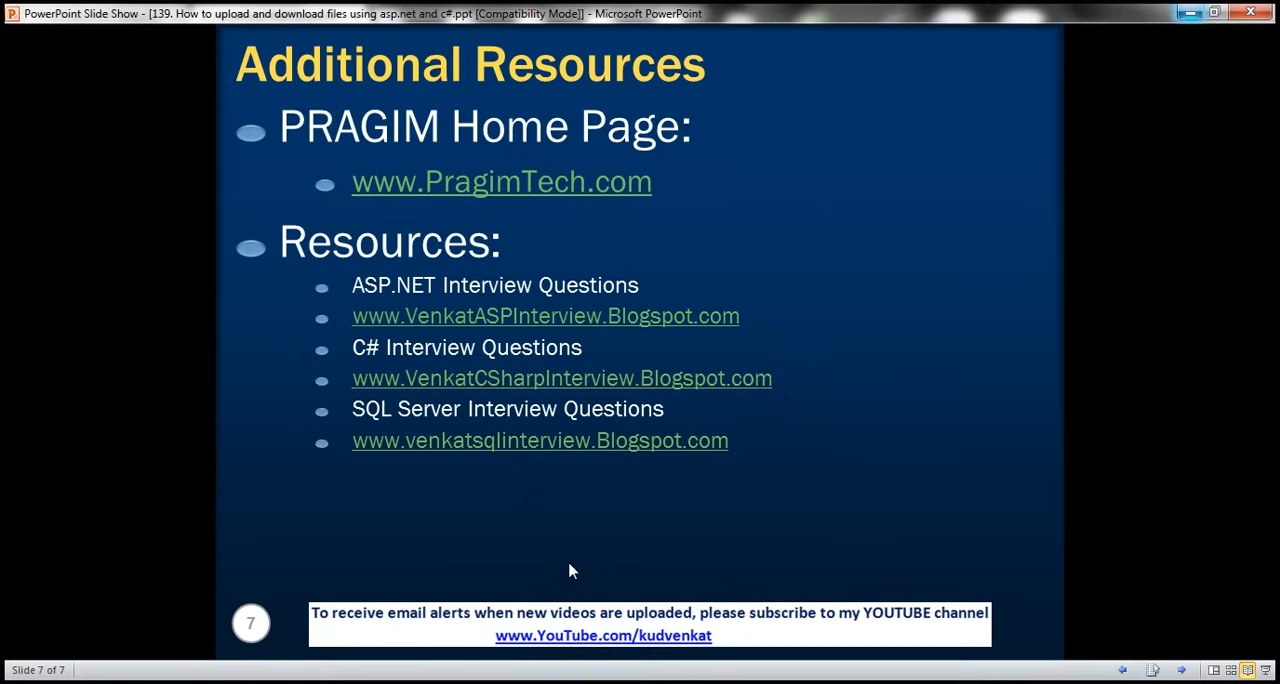 PowerPoint Slide Show - [139. How to upload and download files using asp.net and c#.ppt [Compatibility Mode]] - Microsoft PowerPoint
Additional Resources
PRAGIM Home Page:
www.PragimTech.com
Resources:
ASP.NET Interview Questions
www.VenkatASPInterview.Blogspot.com
C# Interview Questions
www.VenkatCSharpInterview.Blogspot.com
SQL Server Interview Questions
www.venkatsqlinterview.Blogspot.com
7
To receive email alerts when new videos are uploaded, please subscribe to my YOUTUBE channel
www.YouTube.com/kudvenkat
Slide 7 of 7